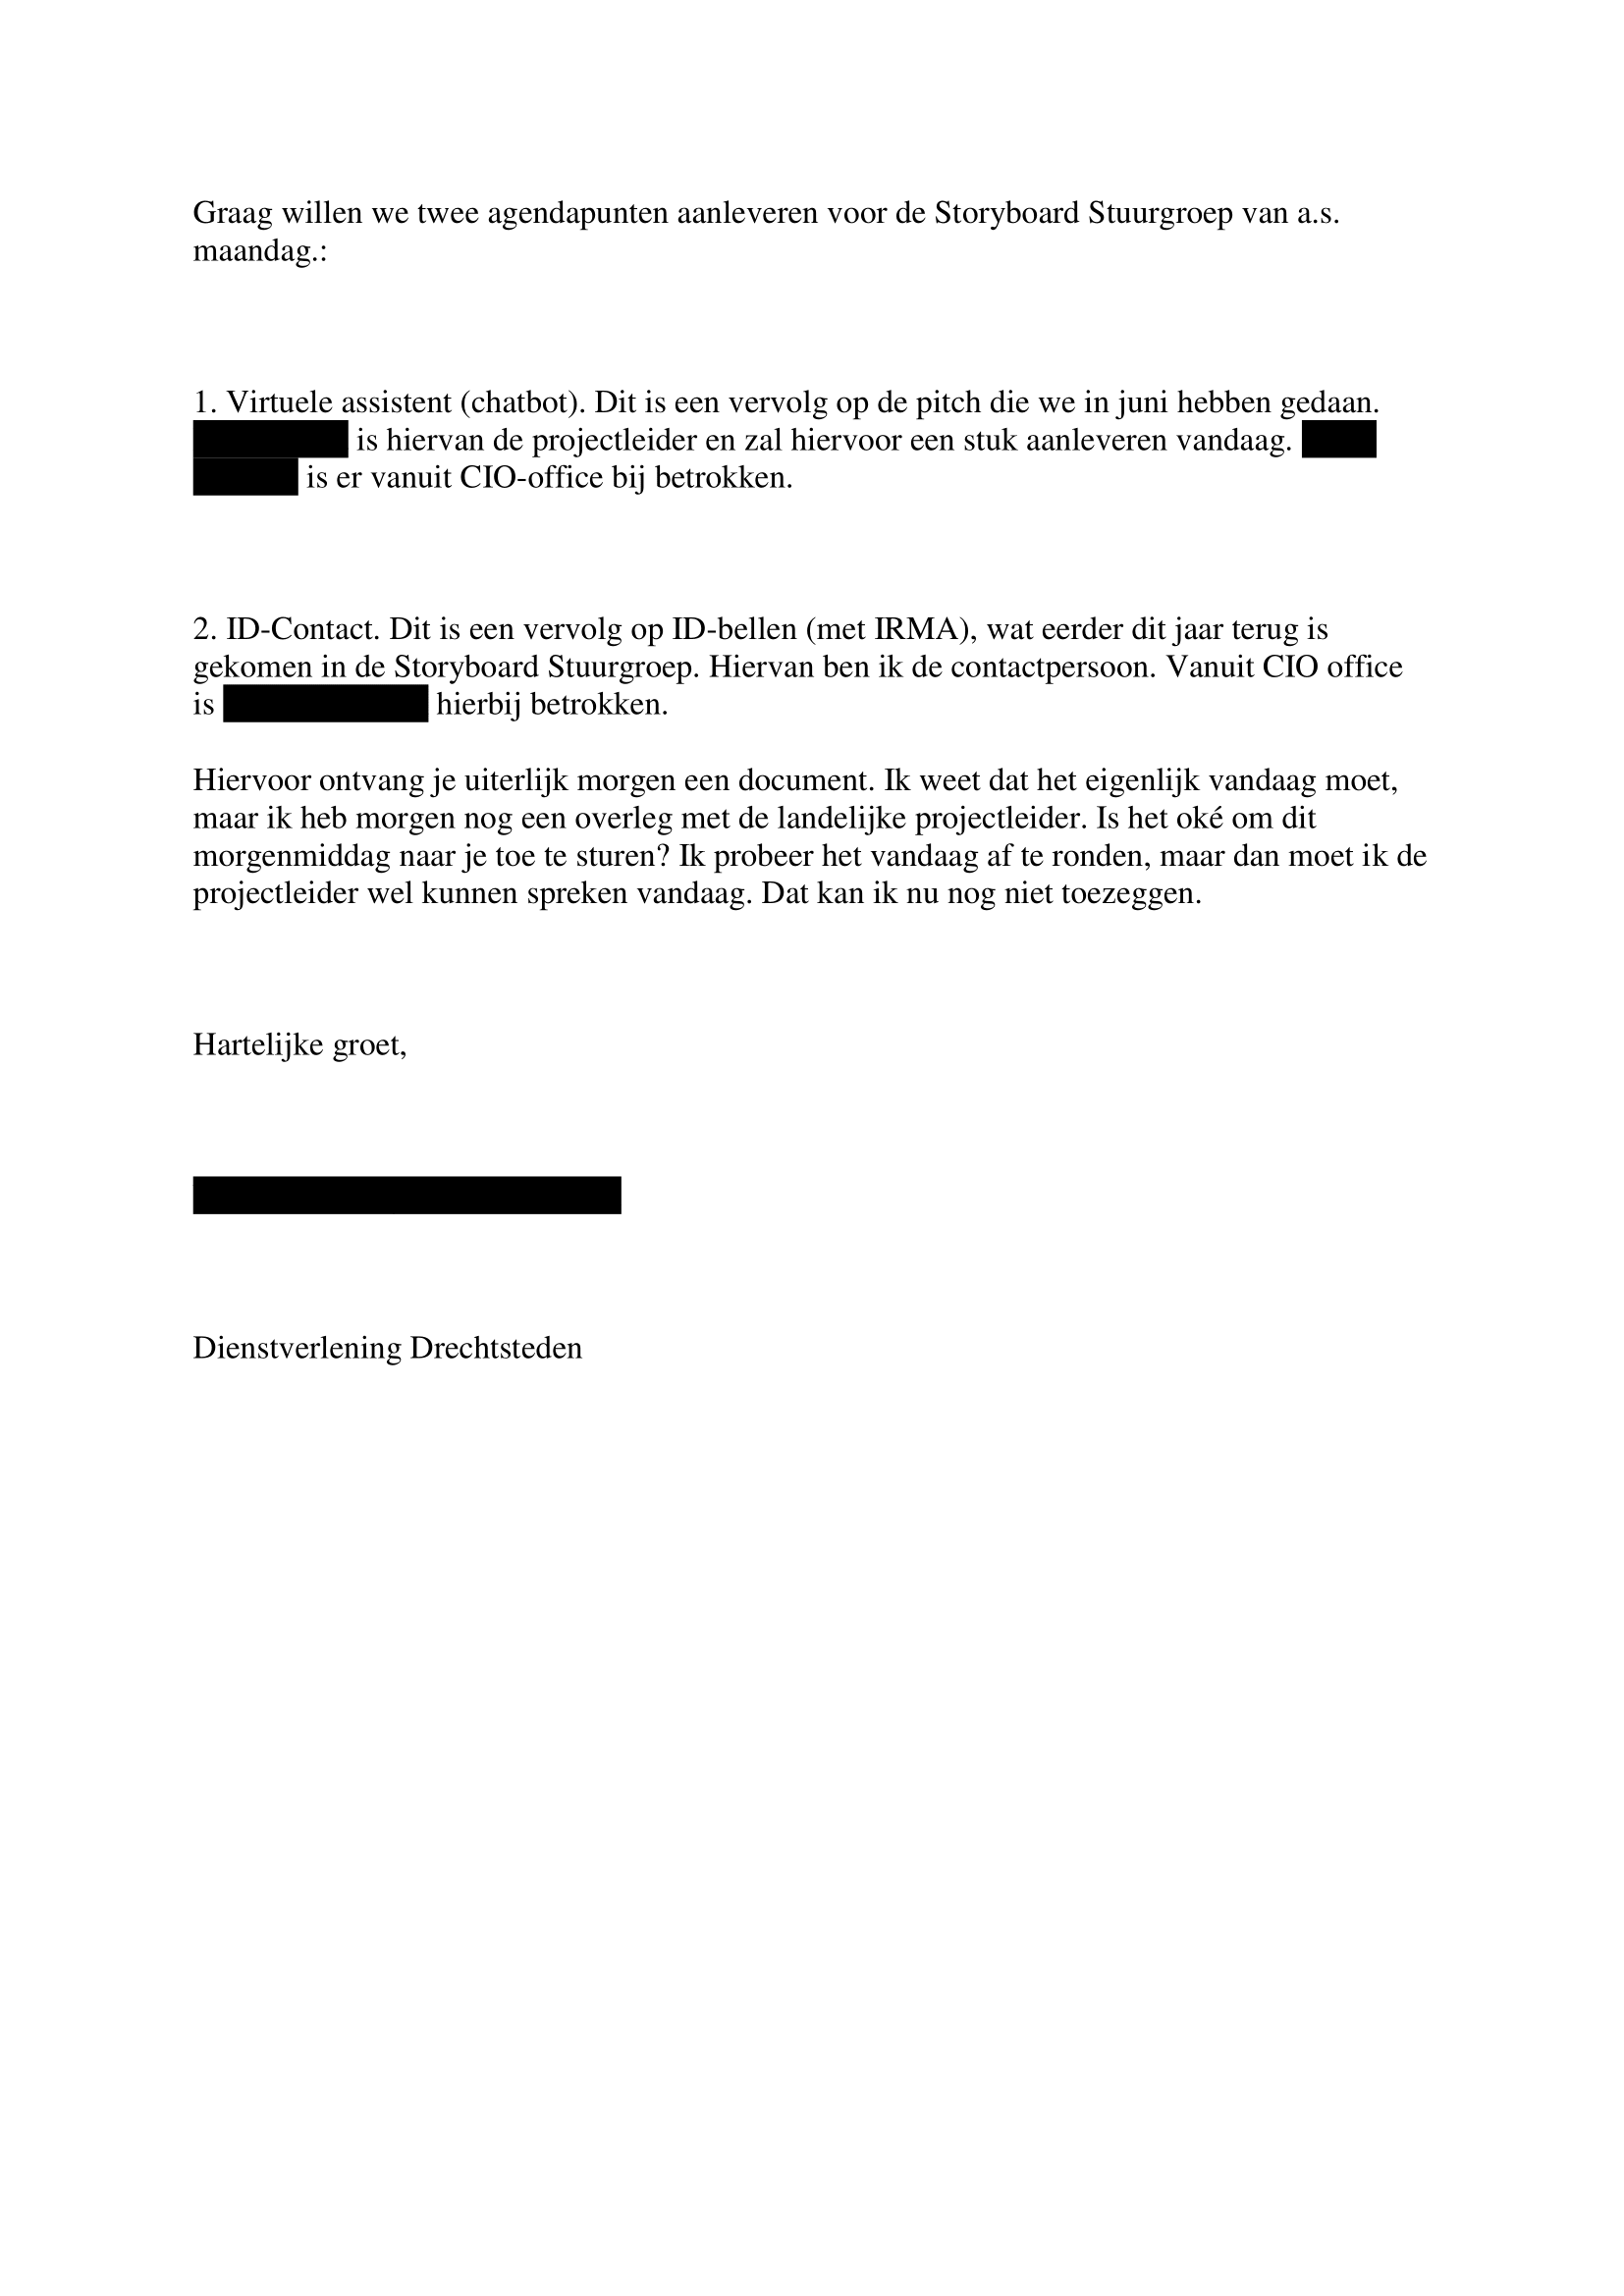 Graag willen we twee agendapunten aanleveren voor de Storyboard Stuurgroep van a.s.
maandag.:
1. Virtuele assistent (chatbot). Dit is een vervolg op de pitch die we in juni hebben gedaan.
is hiervan de projectleider en zal hiervoor een stuk aanleveren vandaag.
is er vanuit CIO-office bij betrokken.
2. ID-Contact. Dit is een vervolg op ID-bellen (met IRMA), wat eerder dit jaar terug is
gekomen in de Storyboard Stuurgroep. Hiervan ben ik de contactpersoon. Vanuit CIO office
is hierbij betrokken.
Hiervoor ontvang je uiterlijk morgen een document. Ik weet dat het eigenlijk vandaag moet,
maar ik heb morgen nog een overleg met de landelijke projectleider. Is het oké om dit
morgenmiddag naar je toe te sturen? Ik probeer het vandaag af te ronden, maar dan moet ik de
projectleider wel kunnen spreken vandaag. Dat kan ik nu nog niet toezeggen.
Hartelijke groet,
Dienstverlening Drechtsteden